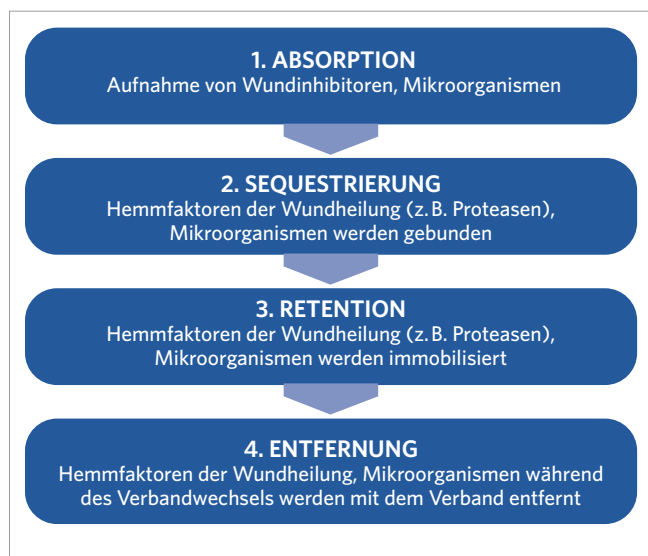 1. ABSORPTION
Aufnahme von Wundinhibitoren, Mikroorganismen
2. SEQUESTRIERUNG
Hemmfaktoren der Wundheilung (z. B. Proteasen),
Mikroorganismen werden gebunden
3. RETENTION
Hemmfaktoren der Wundheilung (z. B. Proteasen),
Mikroorganismen werden immobilisiert
4. ENTFERNUNG
Hemmfaktoren der Wundheilung, Mikroorganismen während
des Verbandwechsels werden mit dem Verband entfernt